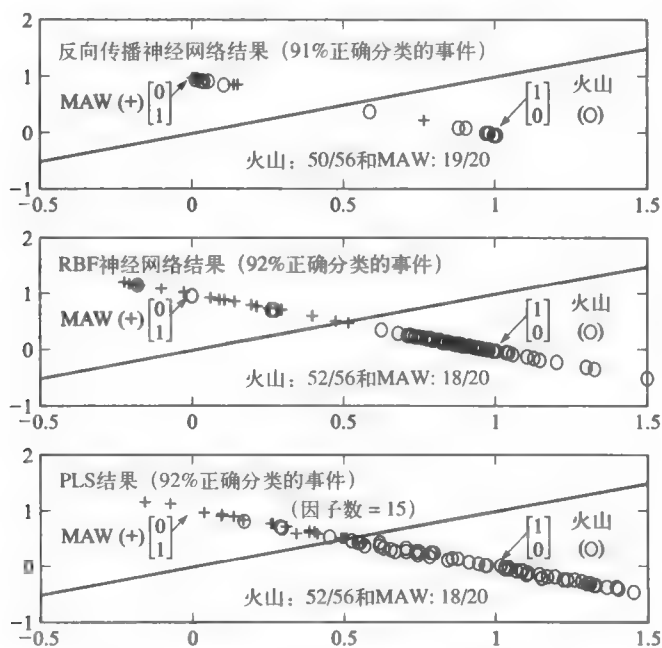 2
反向传播神经网络结果（91%正确分类的事件）
1
MAW (+) [0 1]
[1 0] 火山 (O)
0
火山：50/56和MAW: 19/20
−1
−0.5 0 0.5 1 1.5
2
RBF神经网络结果（92%正确分类的事件）
1
MAW (+) [0 1]
[1 0] 火山 (O)
0
火山：52/56和MAW: 18/20
−1
−0.5 0 0.5 1 1.5
2
PLS结果（92%正确分类的事件）
（因子数 = 15）
1
MAW (+) [0 1]
[1 0] 火山 (O)
0
火山：52/56和MAW: 18/20
−1
−0.5 0 0.5 1 1.5